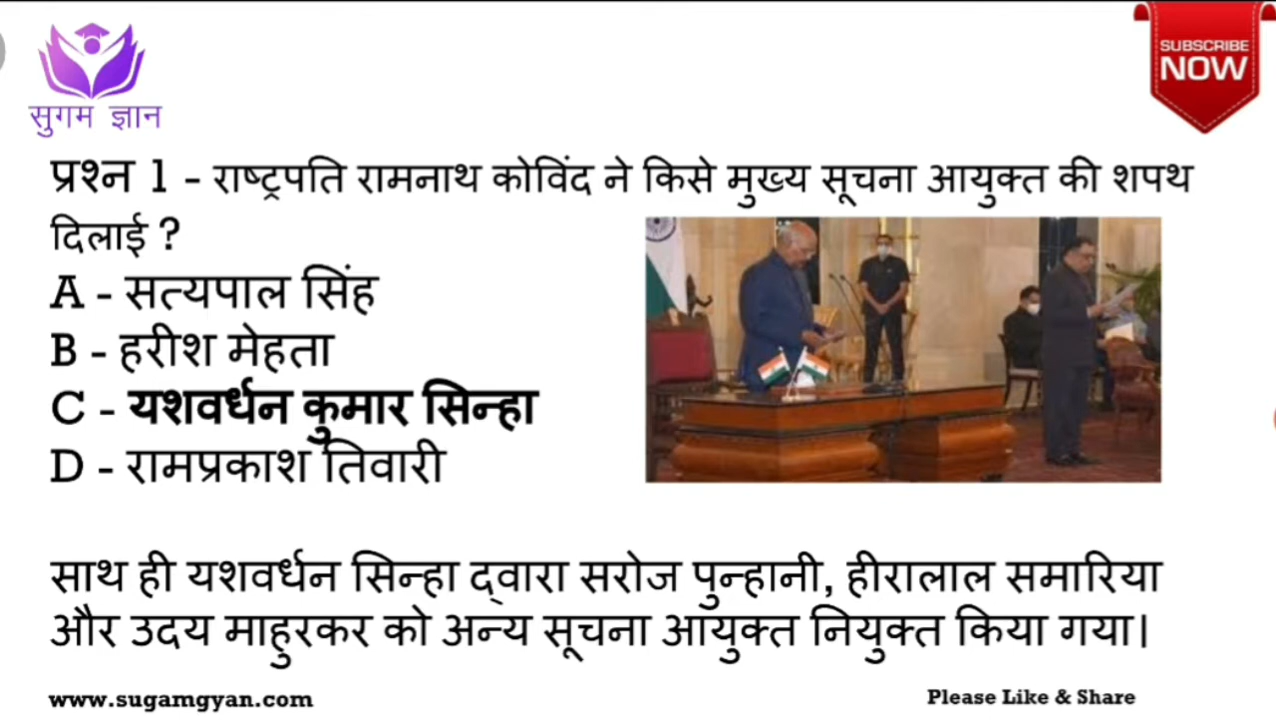 सुगम ज्ञान
SUBSCRIBE
NOW
प्रश्न 1 - राष्ट्रपति रामनाथ कोविंद ने किसे मुख्य सूचना आयुक्त की शपथ
दिलाई ?
A - सत्यपाल सिंह
B - हरीश मेहता
C - यशवर्धन कुमार सिन्हा
D - रामप्रकाश तिवारी
साथ ही यशवर्धन सिन्हा द्वारा सरोज पुन्हानी, हीरालाल समारिया
और उदय माहुरकर को अन्य सूचना आयुक्त नियुक्त किया गया।
www.sugamgyan.com
Please Like & Share